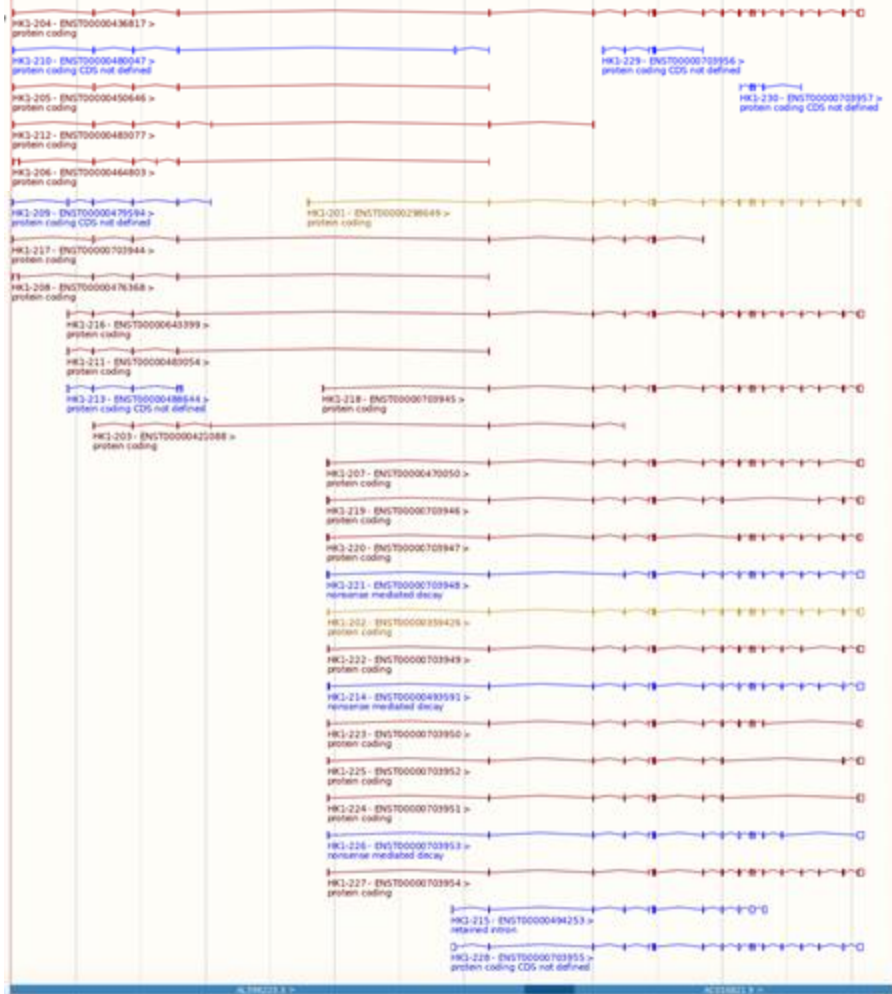 HK1-204 - ENST00000436817 >
protein coding
HK1-210 - ENST00000480047 >
protein coding CDS not defined
HK1-229 - ENST00000703956 >
protein coding CDS not defined
HK1-205 - ENST00000450646 >
protein coding
HK1-230 - ENST00000703957 >
protein coding CDS not defined
HK1-212 - ENST00000483077 >
protein coding
HK1-206 - ENST00000464803 >
protein coding
HK1-209 - ENST00000479594 >
protein coding CDS not defined
HK1-201 - ENST00000298649 >
protein coding
HK1-217 - ENST00000703944 >
protein coding
HK1-208 - ENST00000476368 >
protein coding
HK1-216 - ENST00000643399 >
protein coding
HK1-211 - ENST00000483054 >
protein coding
HK1-213 - ENST00000488644 >
protein coding CDS not defined
HK1-218 - ENST00000703945 >
protein coding
HK1-203 - ENST00000421088 >
protein coding
HK1-207 - ENST00000470050 >
protein coding
HK1-219 - ENST00000703946 >
protein coding
HK1-220 - ENST00000703947 >
protein coding
HK1-221 - ENST00000703948 >
nonsense mediated decay
HK1-202 - ENST00000359426 >
protein coding
HK1-222 - ENST00000703949 >
protein coding
HK1-214 - ENST00000493591 >
nonsense mediated decay
HK1-223 - ENST00000703950 >
protein coding
HK1-225 - ENST00000703952 >
protein coding
HK1-224 - ENST00000703951 >
protein coding
HK1-226 - ENST00000703953 >
nonsense mediated decay
HK1-227 - ENST00000703954 >
protein coding
HK1-215 - ENST00000494253 >
retained intron
HK1-228 - ENST00000703955 >
protein coding CDS not defined